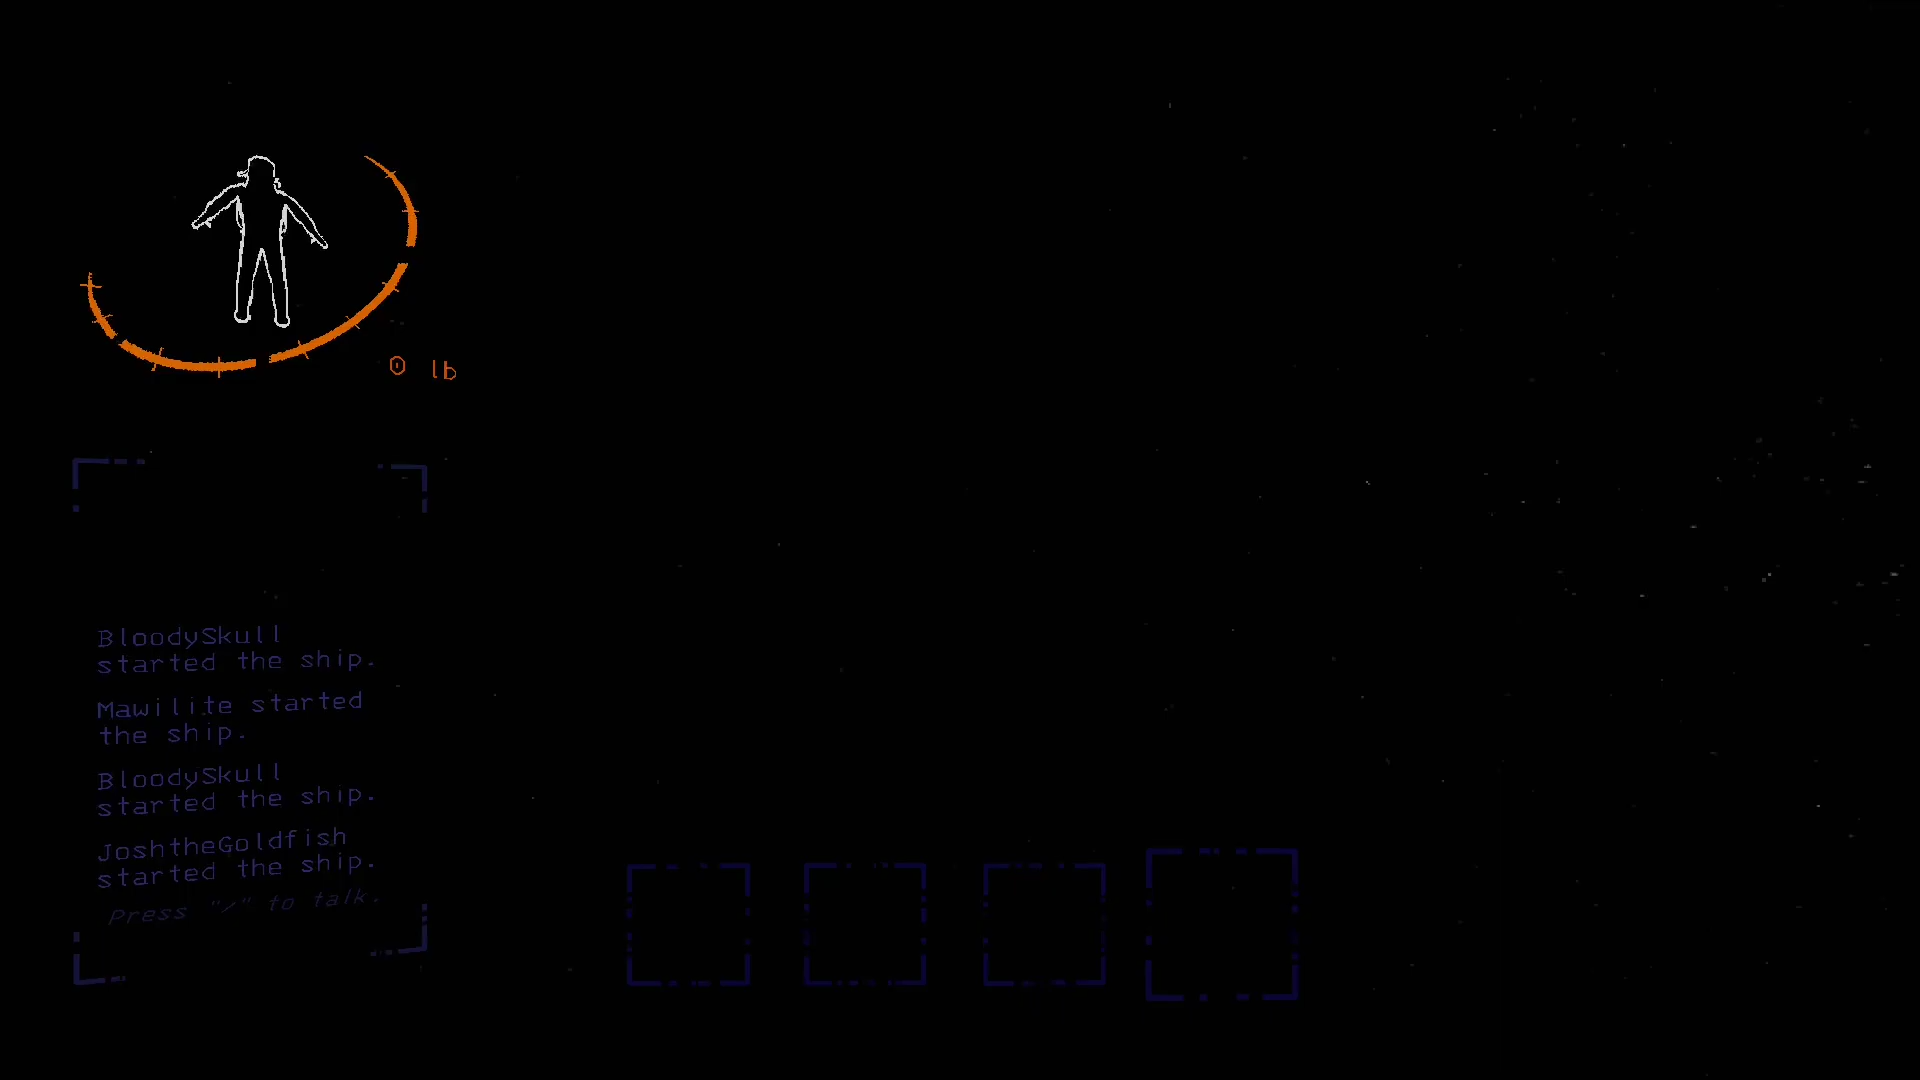 0 lb
BloodySkull
started the ship.
Mawilite started
the ship.
BloodySkull
started the ship.
JoshtheGoldfish
started the ship.
Press "/" to talk.